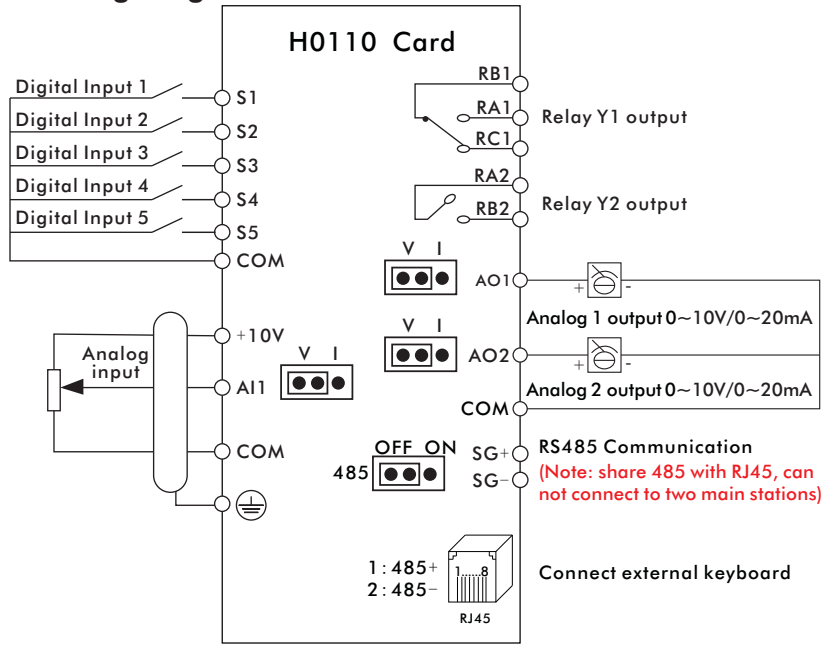 H0110 Card
Digital Input 1
S1
Digital Input 2
S2
Digital Input 3
S3
Digital Input 4
S4
Digital Input 5
S5
COM
+10V
Analog
input
AI1
V I
COM
RB1
RA1
RC1
Relay Y1 output
RA2
RB2
Relay Y2 output
V I
AO1
+ -
Analog 1 output 0~10V/0~20mA
V I
AO2
+ -
Analog 2 output 0~10V/0~20mA
COM
OFF ON
485
SG+
SG-
RS485 Communication
(Note: share 485 with RJ45, can
not connect to two main stations)
1:485+
2:485-
1.....8
RJ45
Connect external keyboard